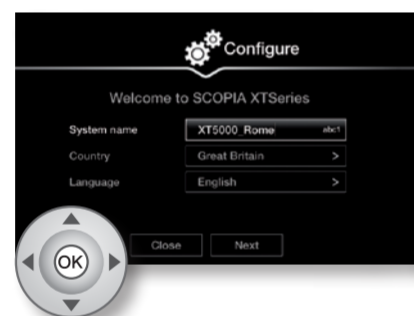 Configure
Welcome to SCOPIA XTSeries
System name XT5000_Rome abc1
Country Great Britain >
Language English >
Close Next
OK